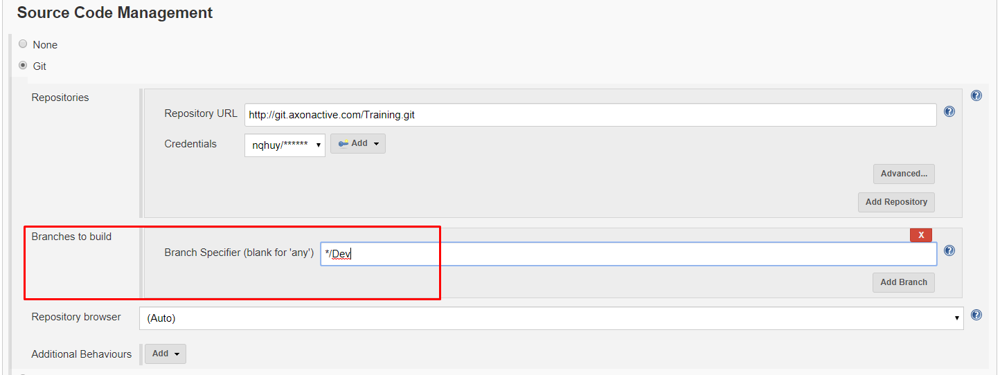 Source Code Management
None
Git
Repositories
Repository URL http://git.axonactive.com/Training.git
Credentials nqhuy/****** Add
Advanced...
Add Repository
Branches to build X
Branch Specifier (blank for 'any') */Dev
Add Branch
Repository browser (Auto)
Additional Behaviours Add